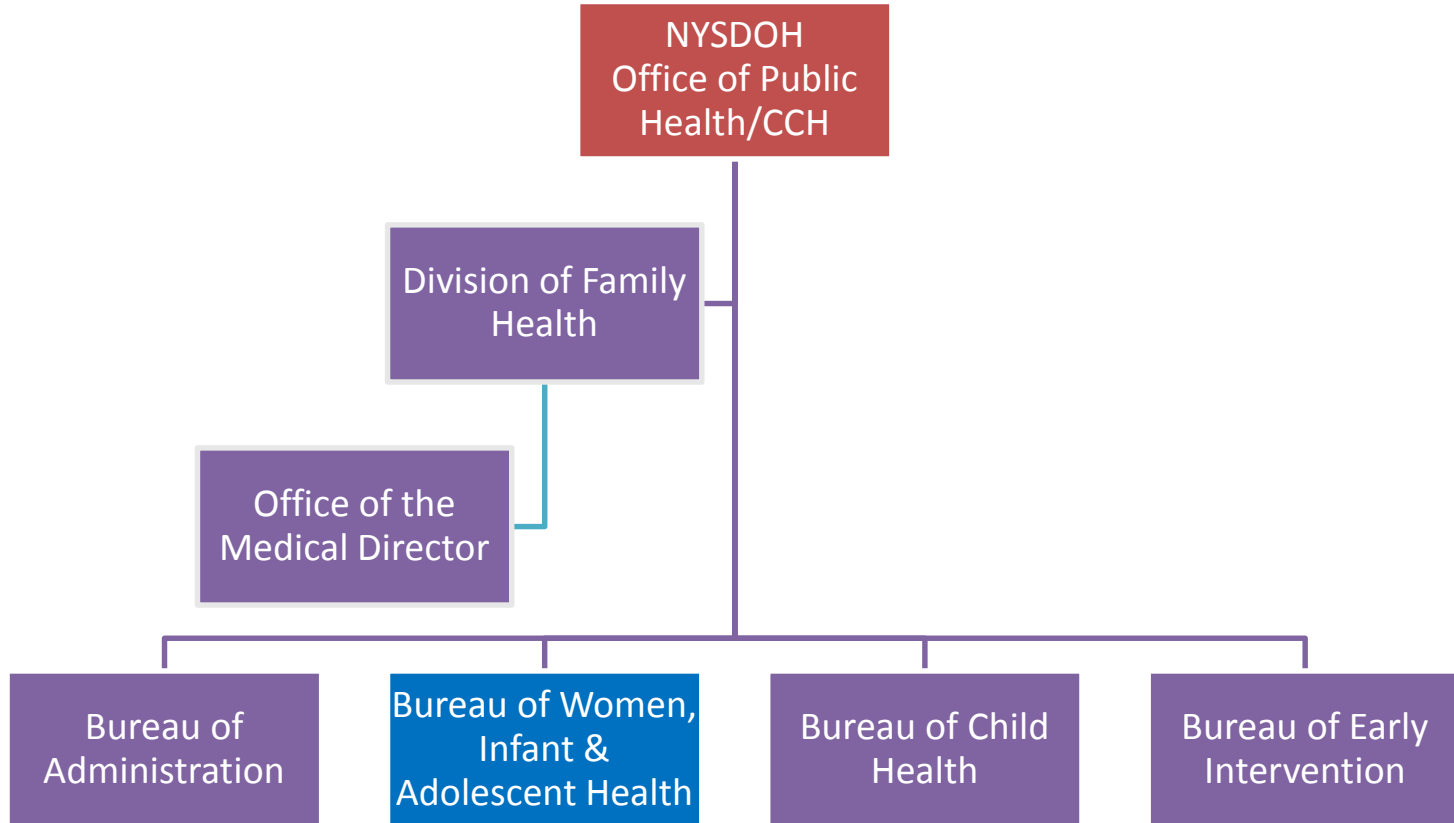 NYSDOH
Office of Public
Health/CCH
Division of Family
Health
Office of the
Medical Director
Bureau of
Administration
Bureau of Women,
Infant &
Adolescent Health
Bureau of Child
Health
Bureau of Early
Intervention